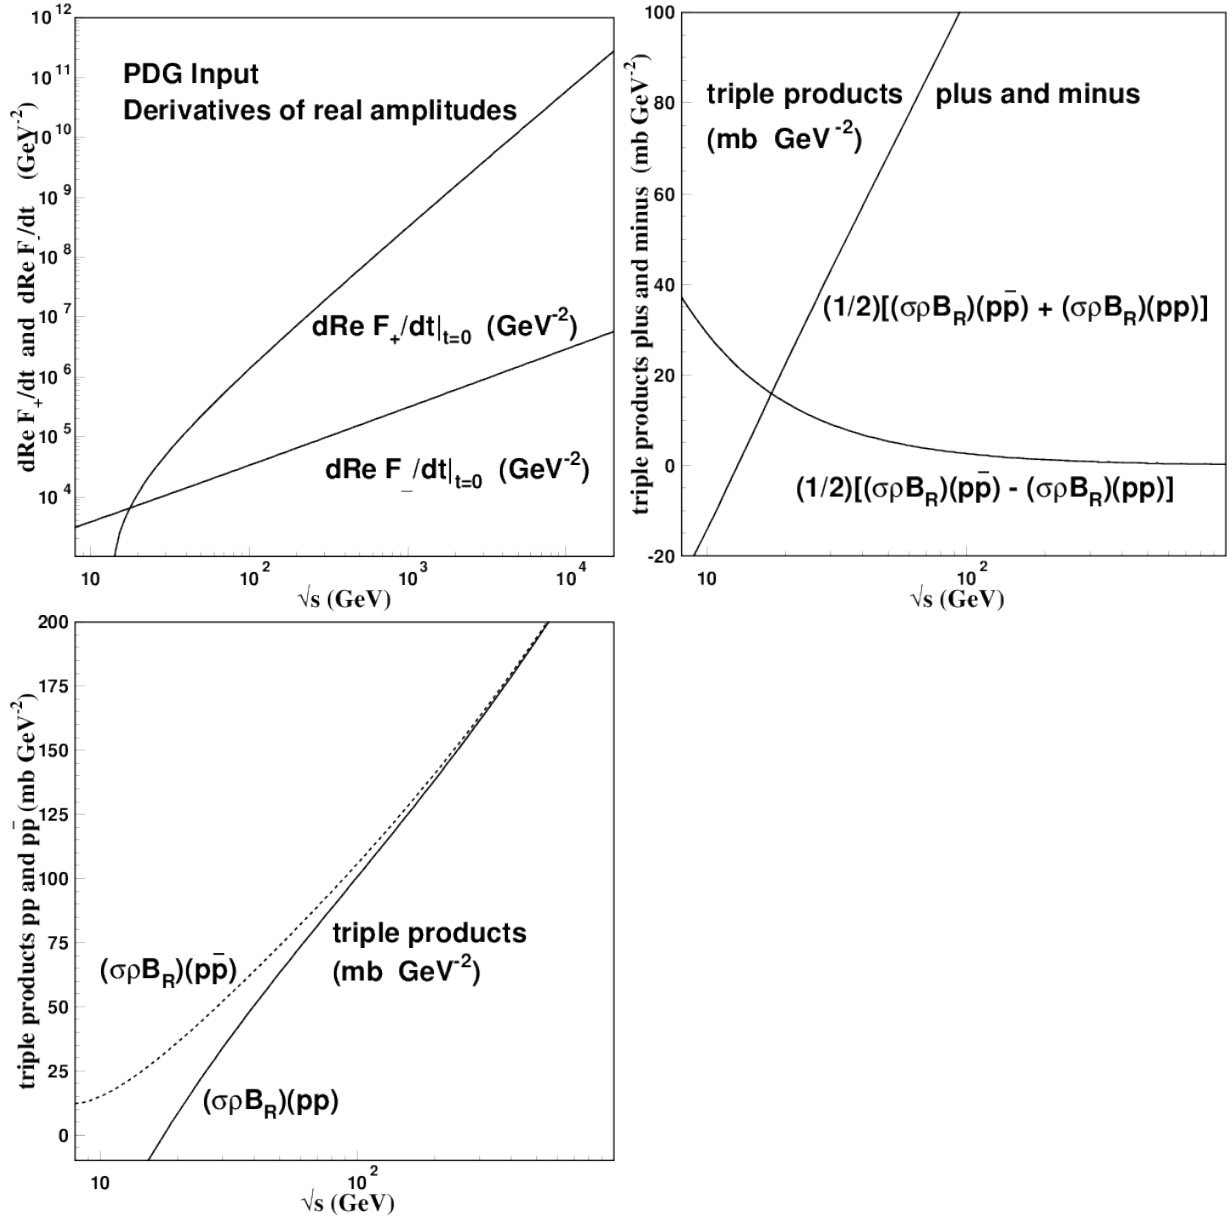 10^12
10^11
10^10
10^9
10^8
10^7
10^6
10^5
10^4
dRe F_+/dt and dRe F_-/dt (GeV^-2)
PDG Input
Derivatives of real amplitudes
dRe F_+/dt|_t=0 (GeV^-2)
dRe F_-/dt|_t=0 (GeV^-2)
10 10^2 10^3 10^4
√s (GeV)
100
80
60
40
20
0
-20
triple products plus and minus (mb GeV^-2)
triple products plus and minus
(mb GeV^-2)
(1/2)[(σρB_R)(pp̄) + (σρB_R)(pp)]
(1/2)[(σρB_R)(pp̄) - (σρB_R)(pp)]
10 10^2
√s (GeV)
200
175
150
125
100
75
50
25
0
triple products pp and pp̄ (mb GeV^-2)
triple products
(mb GeV^-2)
(σρB_R)(pp̄)
(σρB_R)(pp)
10 10^2
√s (GeV)